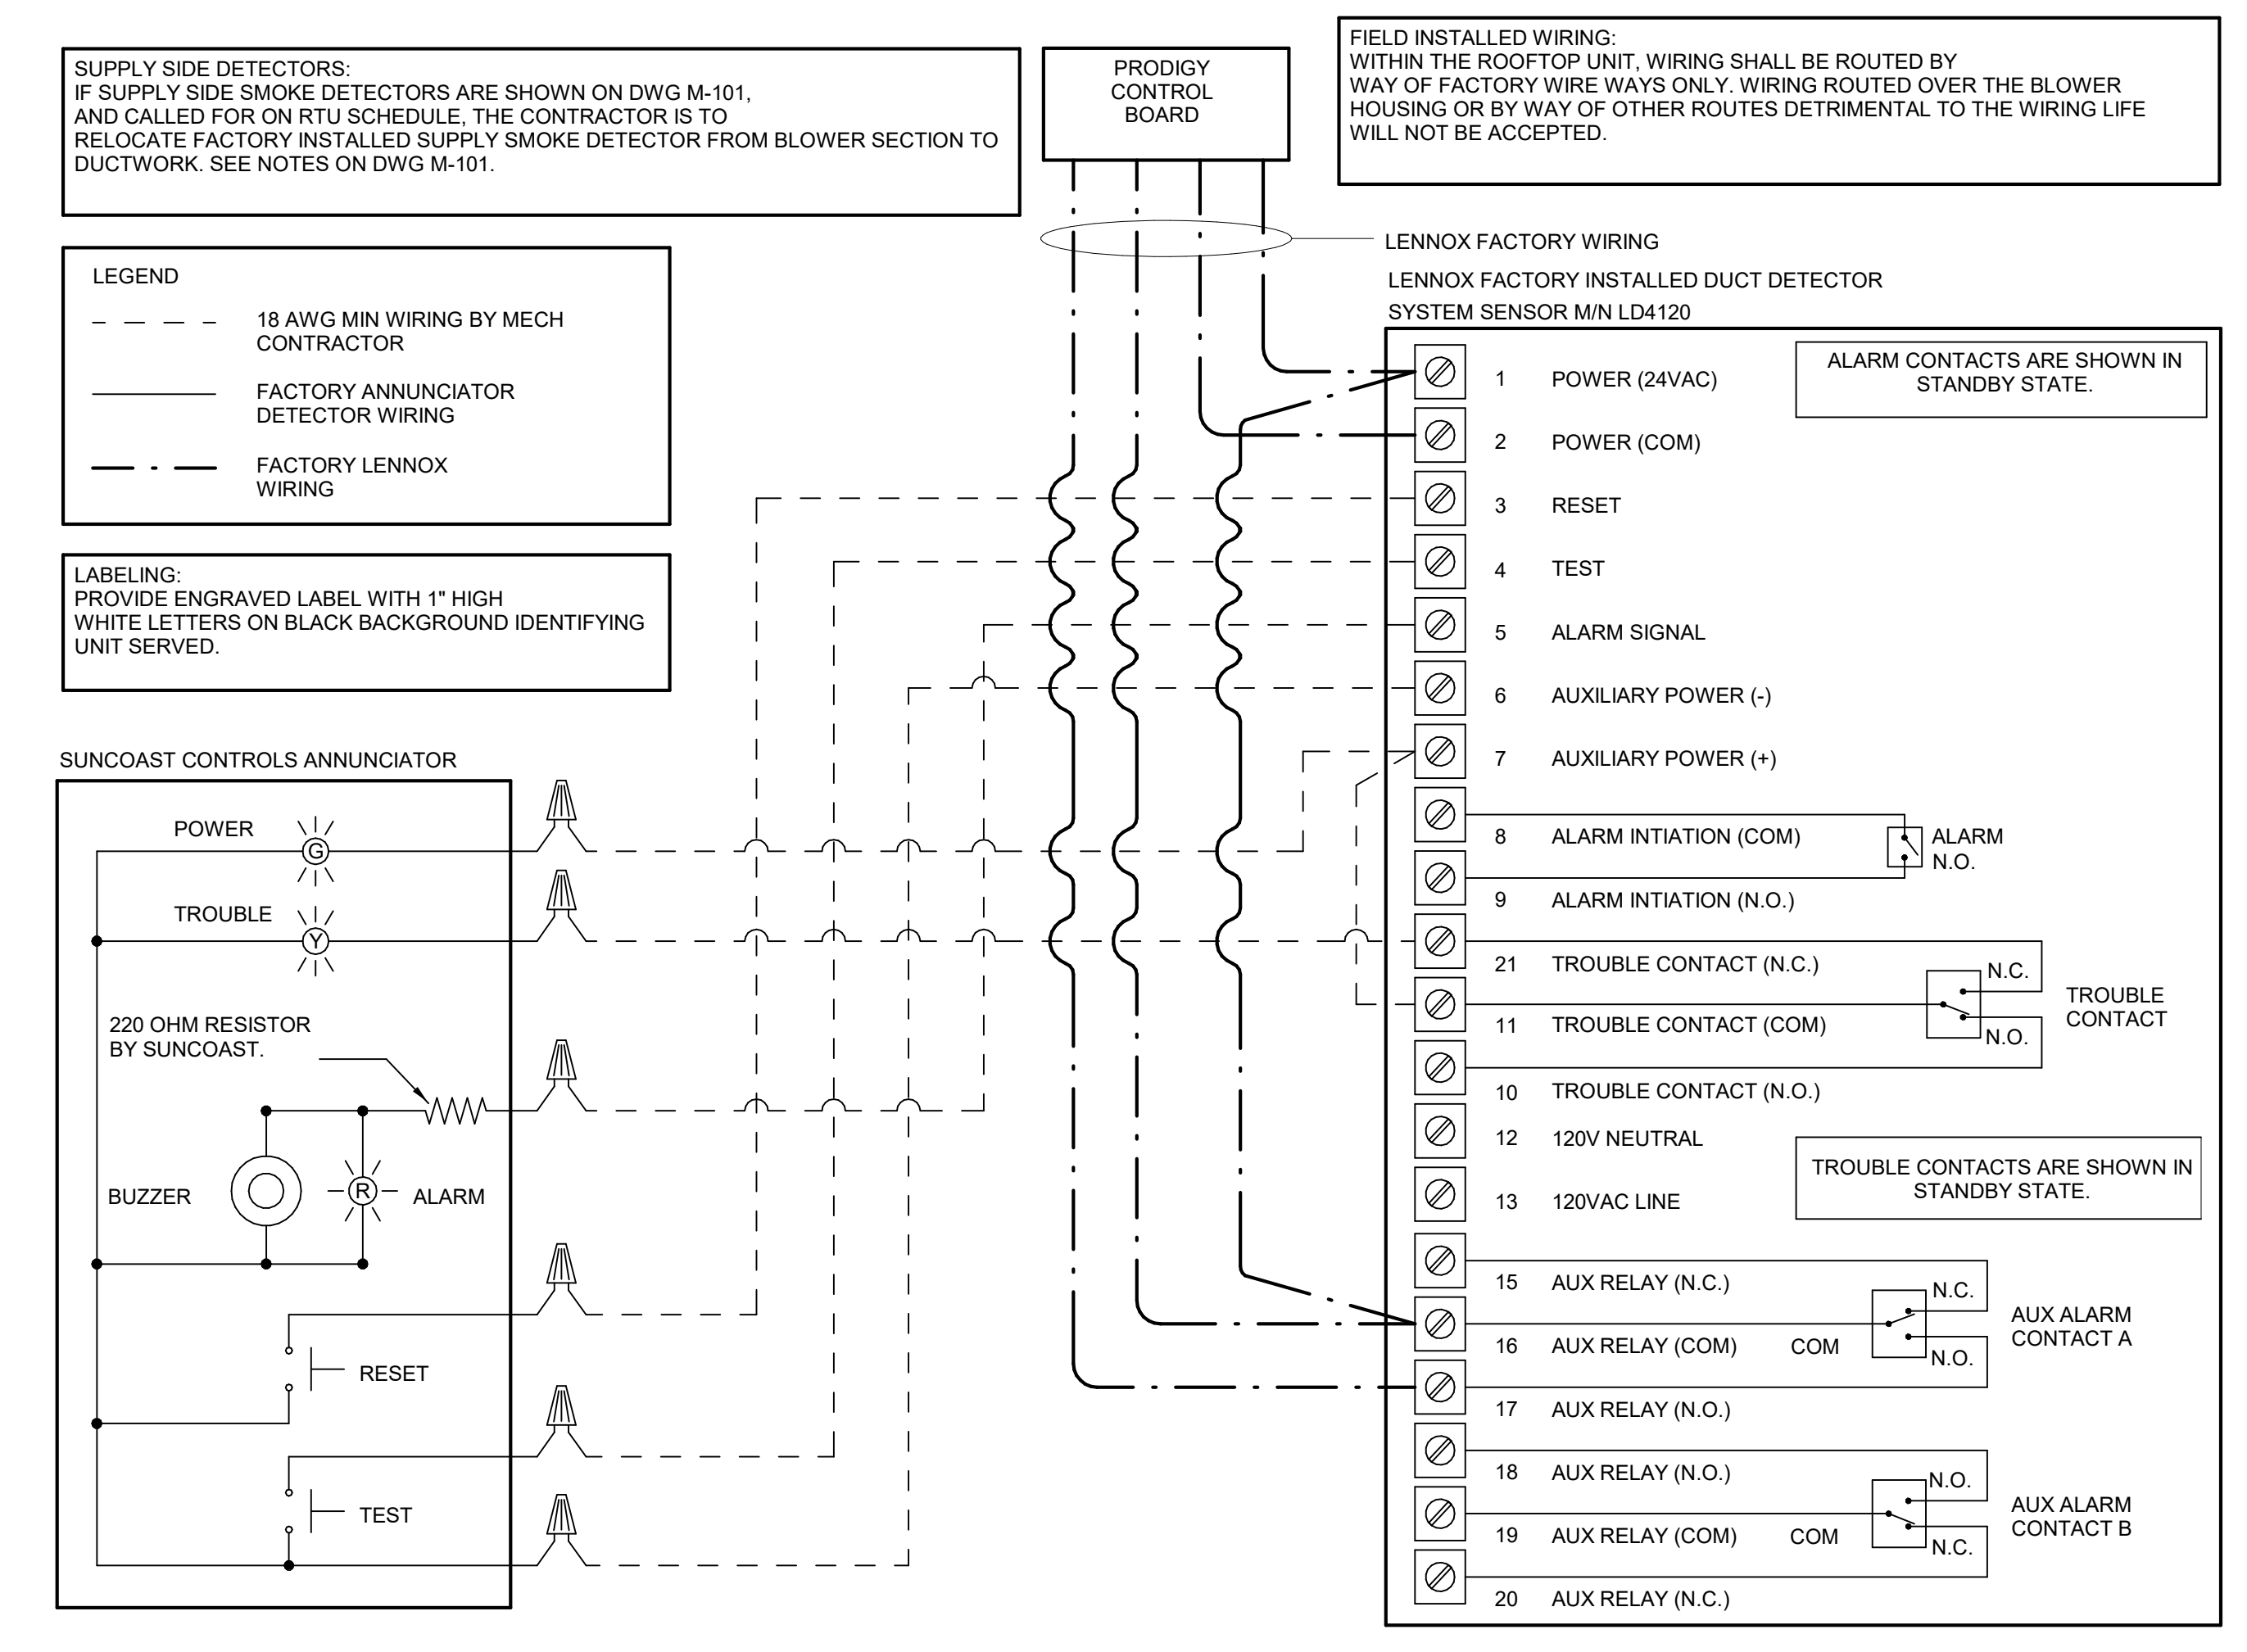 SUPPLY SIDE DETECTORS:
IF SUPPLY SIDE SMOKE DETECTORS ARE SHOWN ON DWG M-101,
AND CALLED FOR ON RTU SCHEDULE, THE CONTRACTOR IS TO
RELOCATE FACTORY INSTALLED SUPPLY SMOKE DETECTOR FROM BLOWER SECTION TO
DUCTWORK. SEE NOTES ON DWG M-101.
PRODIGY
CONTROL
BOARD
FIELD INSTALLED WIRING:
WITHIN THE ROOFTOP UNIT, WIRING SHALL BE ROUTED BY
WAY OF FACTORY WIRE WAYS ONLY. WIRING ROUTED OVER THE BLOWER
HOUSING OR BY WAY OF OTHER ROUTES DETRIMENTAL TO THE WIRING LIFE
WILL NOT BE ACCEPTED.
LEGEND
18 AWG MIN WIRING BY MECH
CONTRACTOR
FACTORY ANNUNCIATOR
DETECTOR WIRING
FACTORY LENNOX
WIRING
LABELING:
PROVIDE ENGRAVED LABEL WITH 1" HIGH
WHITE LETTERS ON BLACK BACKGROUND IDENTIFYING
UNIT SERVED.
SUNCOAST CONTROLS ANNUNCIATOR
POWER
G
TROUBLE
Y
220 OHM RESISTOR
BY SUNCOAST.
BUZZER
R
ALARM
RESET
TEST
LENNOX FACTORY WIRING
LENNOX FACTORY INSTALLED DUCT DETECTOR
SYSTEM SENSOR M/N LD4120
ALARM CONTACTS ARE SHOWN IN
STANDBY STATE.
1 POWER (24VAC)
2 POWER (COM)
3 RESET
4 TEST
5 ALARM SIGNAL
6 AUXILIARY POWER (-)
7 AUXILIARY POWER (+)
8 ALARM INTIATION (COM)
ALARM
N.O.
9 ALARM INTIATION (N.O.)
21 TROUBLE CONTACT (N.C.)
N.C.
TROUBLE
CONTACT
11 TROUBLE CONTACT (COM)
N.O.
10 TROUBLE CONTACT (N.O.)
12 120V NEUTRAL
TROUBLE CONTACTS ARE SHOWN IN
STANDBY STATE.
13 120VAC LINE
15 AUX RELAY (N.C.)
N.C.
AUX ALARM
CONTACT A
16 AUX RELAY (COM) COM
N.O.
17 AUX RELAY (N.O.)
18 AUX RELAY (N.O.)
N.O.
AUX ALARM
CONTACT B
19 AUX RELAY (COM) COM
N.C.
20 AUX RELAY (N.C.)